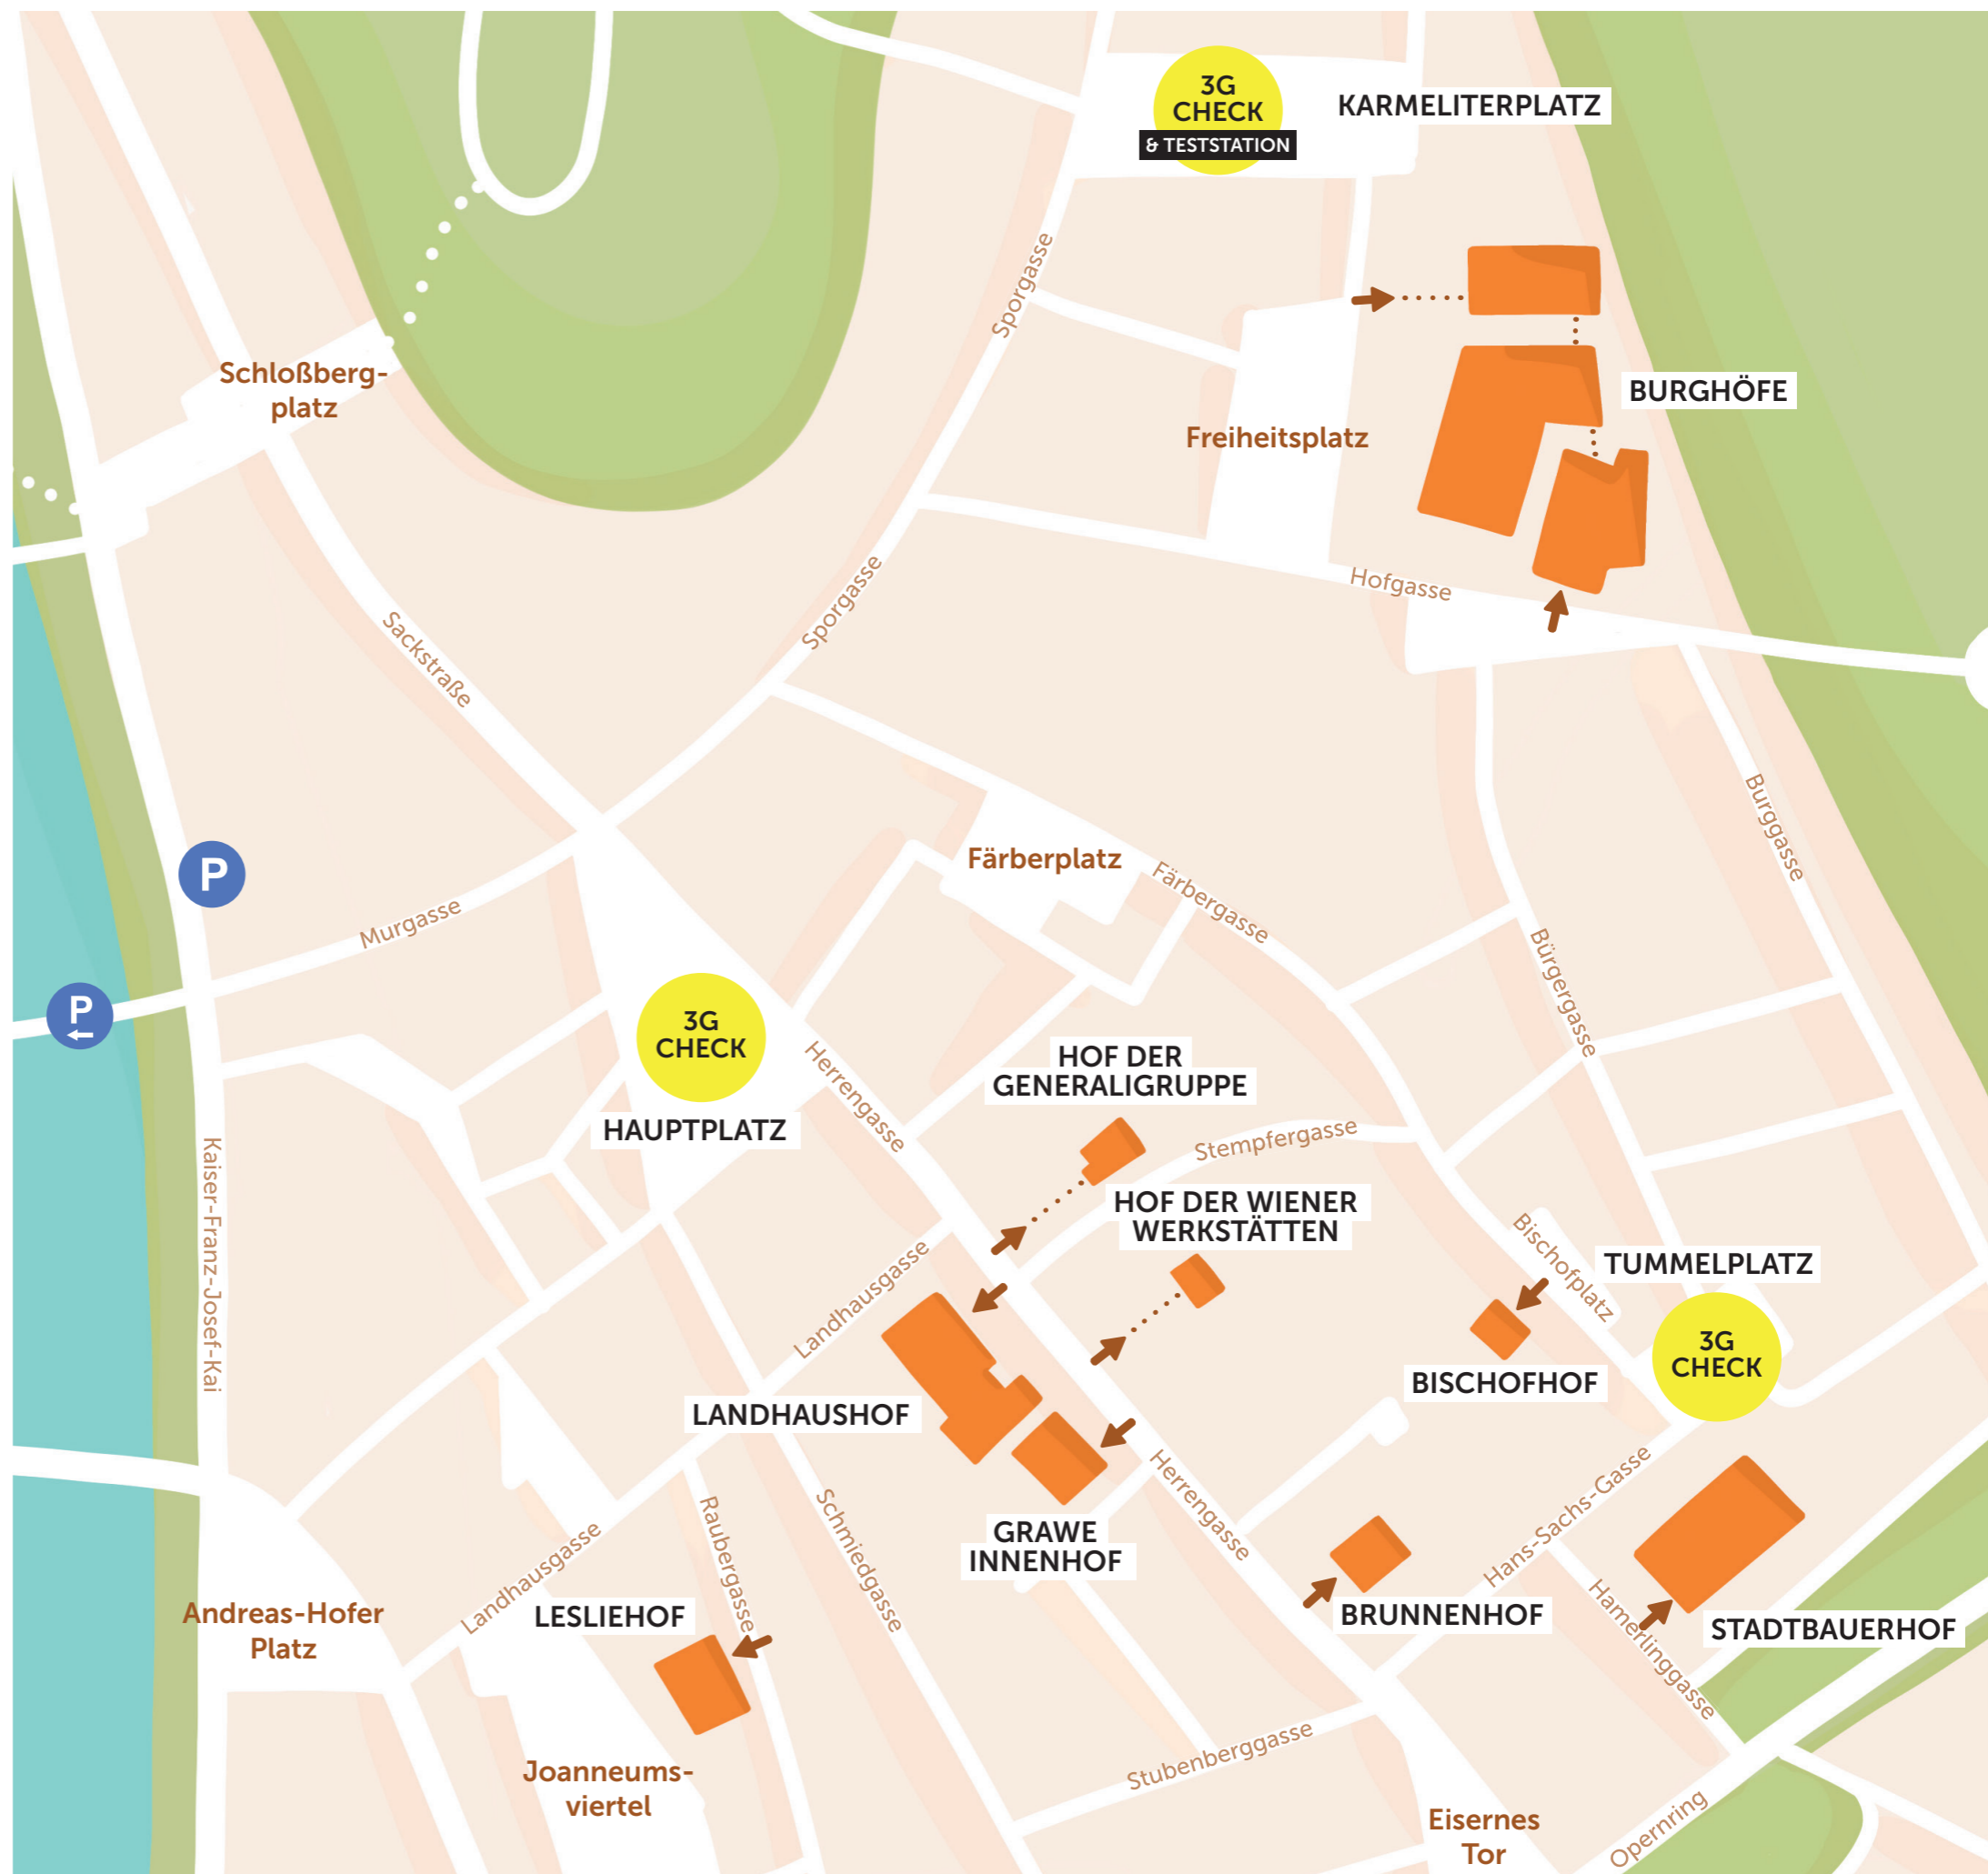 3G
CHECK
& TESTSTATION
KARMELITERPLATZ
Sporgasse
Schloßberg-
platz
BURGHÖFE
Freiheitsplatz
Hofgasse
Sporgasse
Sackstraße
Burggasse
Färberplatz
Färbergasse
P
Murgasse
Bürgergasse
P
3G
CHECK
HAUPTPLATZ
Herrengasse
HOF DER
GENERALIGRUPPE
Stempfergasse
Kaiser-Franz-Josef-Kai
HOF DER WIENER
WERKSTÄTTEN
Bischofplatz
TUMMELPLATZ
Landhausgasse
3G
CHECK
BISCHOFHOF
LANDHAUSHOF
Herrengasse
Hans-Sachs-Gasse
Raubergasse
Schmiedgasse
GRAWE
INNENHOF
Landhausgasse
Andreas-Hofer
Platz
LESLIEHOF
BRUNNENHOF
Hamerlinggasse
STADTBAUERHOF
Joanneums-
viertel
Stubenberggasse
Eisernes
Tor
Opernring